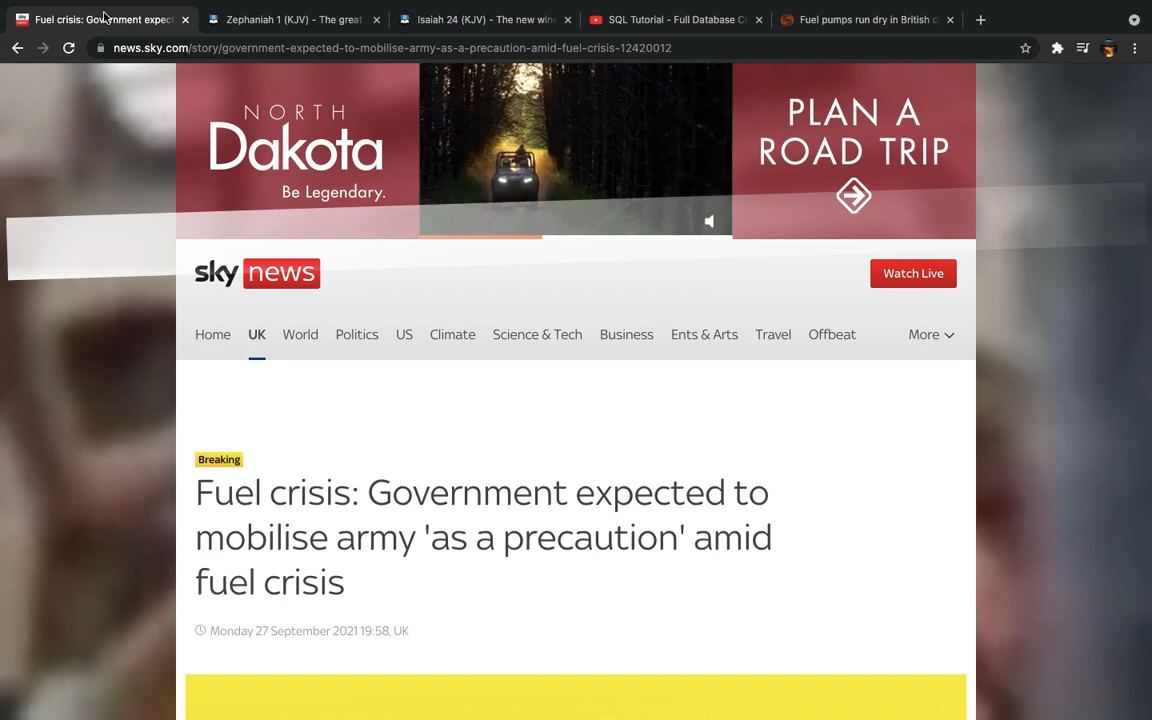 Fuel crisis: Government expec
Zephaniah 1 (KJV) - The great
Isaiah 24 (KJV) - The new wine
SQL Tutorial - Full Database Co
Fuel pumps run dry in British c
news.sky.com/story/government-expected-to-mobilise-army-as-a-precaution-amid-fuel-crisis-12420012
NORTH
Dakota
Be Legendary.
PLAN A
ROAD TRIP
sky news
Watch Live
Home UK World Politics US Climate Science & Tech Business Ents & Arts Travel Offbeat More
Breaking
Fuel crisis: Government expected to
mobilise army 'as a precaution' amid
fuel crisis
Monday 27 September 2021 19:58, UK